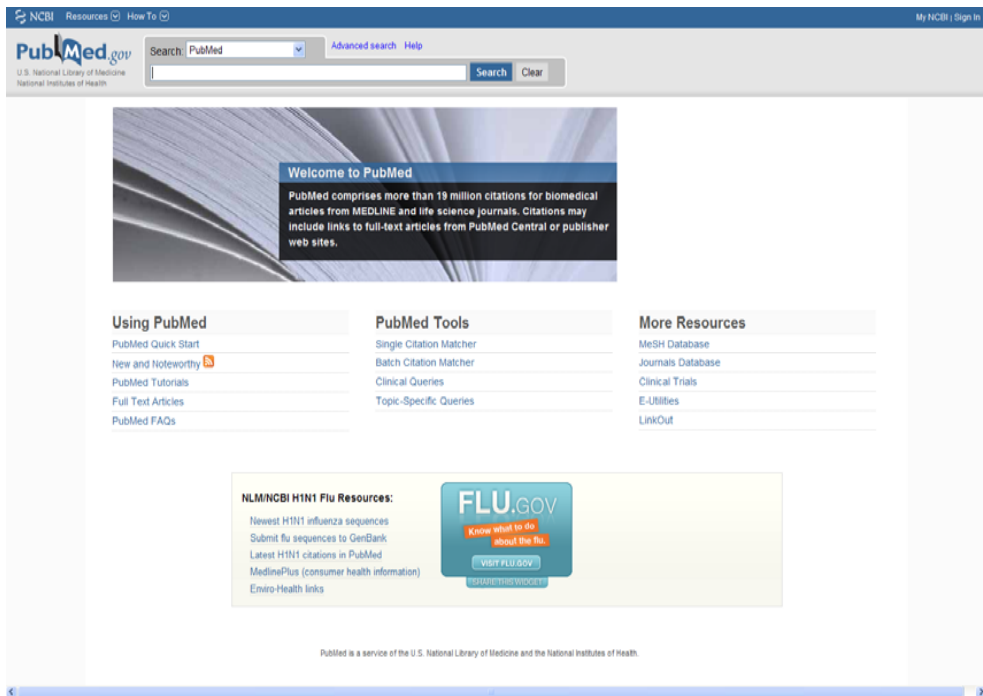 NCBI Resources How To My NCBI | Sign In
PubMed.gov
U.S. National Library of Medicine
National Institutes of Health
Search: PubMed
Advanced search Help
Search Clear
Welcome to PubMed
PubMed comprises more than 19 million citations for biomedical
articles from MEDLINE and life science journals. Citations may
include links to full-text articles from PubMed Central or publisher
web sites.
Using PubMed
PubMed Quick Start
New and Noteworthy
PubMed Tutorials
Full Text Articles
PubMed FAQs
PubMed Tools
Single Citation Matcher
Batch Citation Matcher
Clinical Queries
Topic-Specific Queries
More Resources
MeSH Database
Journals Database
Clinical Trials
E-Utilities
LinkOut
NLM/NCBI H1N1 Flu Resources:
Newest H1N1 influenza sequences
Submit flu sequences to GenBank
Latest H1N1 citations in PubMed
MedlinePlus (consumer health information)
Enviro-Health links
FLU.GOV
Know what to do
about the flu.
VISIT FLU.GOV
SHARE THIS WIDGET
PubMed is a service of the U.S. National Library of Medicine and the National Institutes of Health.